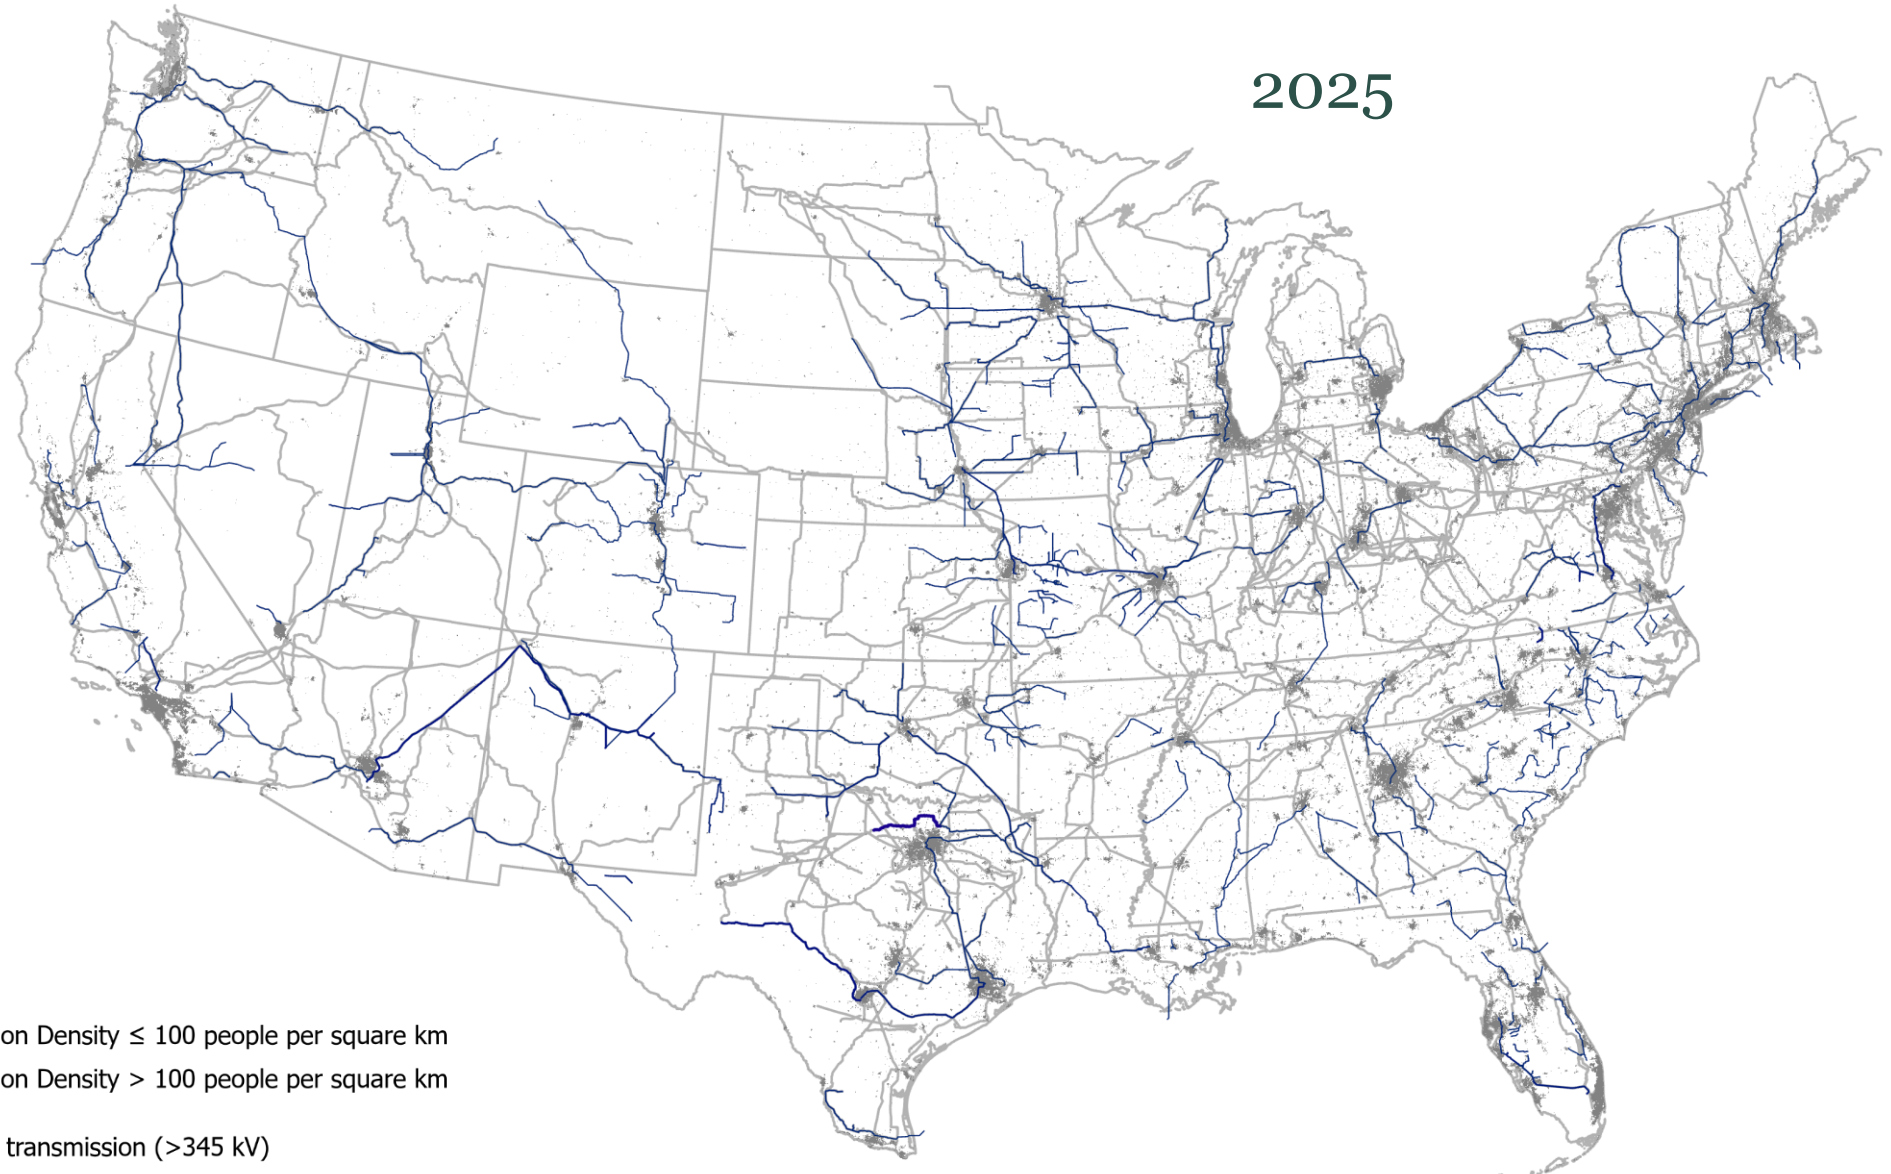 2025
on Density ≤ 100 people per square km
on Density > 100 people per square km
transmission (>345 kV)